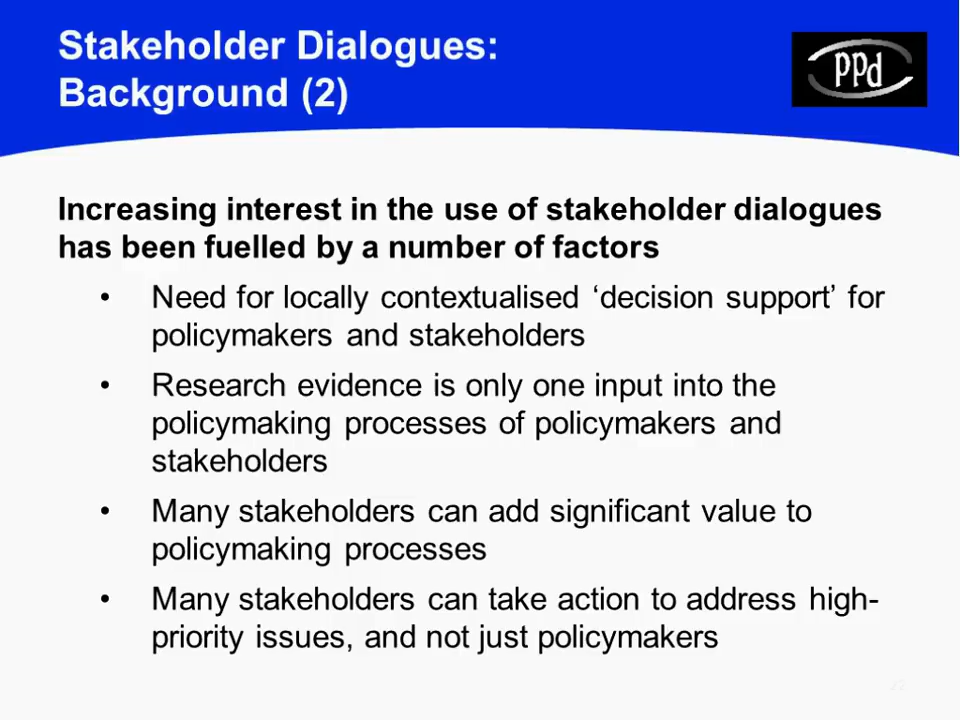 Stakeholder Dialogues:
Background (2)
PPd
Increasing interest in the use of stakeholder dialogues
has been fuelled by a number of factors
• Need for locally contextualised ‘decision support’ for
policymakers and stakeholders
• Research evidence is only one input into the
policymaking processes of policymakers and
stakeholders
• Many stakeholders can add significant value to
policymaking processes
• Many stakeholders can take action to address high-
priority issues, and not just policymakers